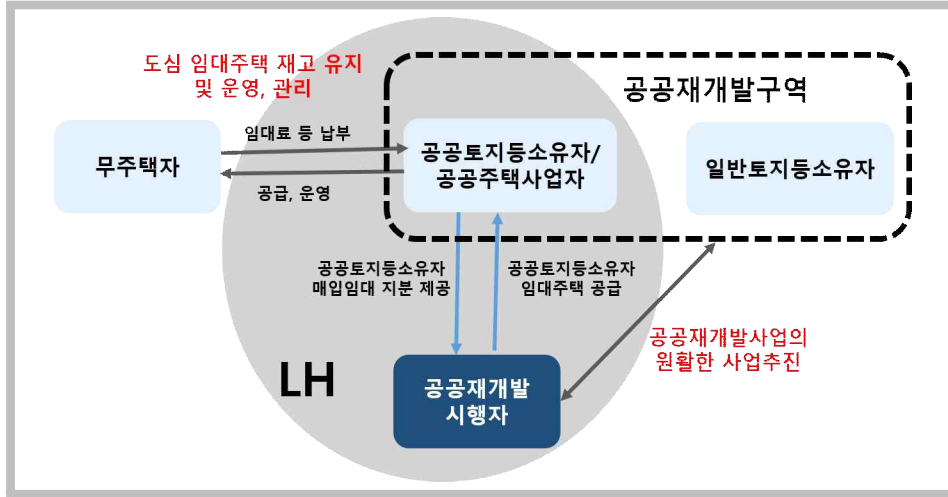 도심 임대주택 재고 유지
및 운영, 관리
공공재개발구역
임대료 등 납부
무주택자
공공토지등소유자/
공공주택사업자
일반토지등소유자
공급, 운영
공공토지등소유자
매입임대 지분 제공
공공토지등소유자
임대주택 공급
공공재개발사업의
원활한 사업추진
LH
공공재개발
시행자